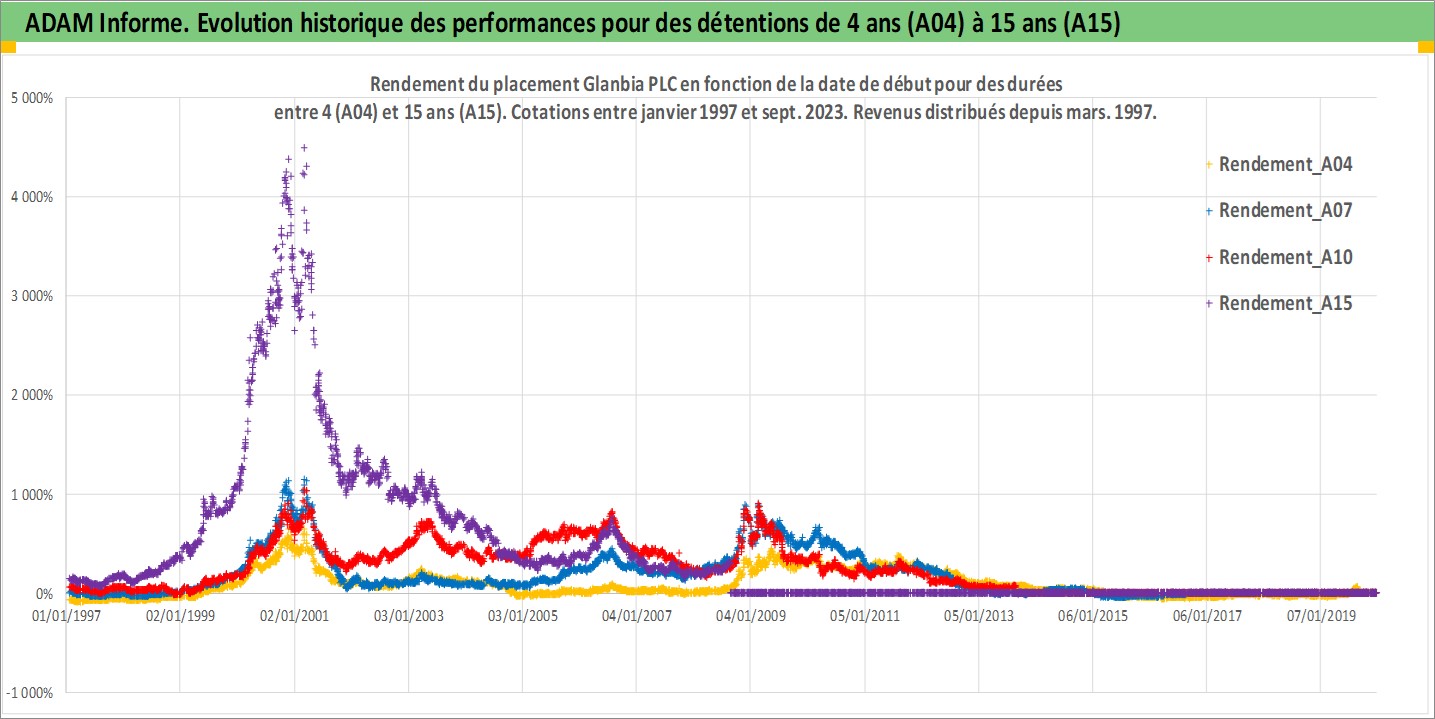 ADAM Informe. Evolution historique des performances pour des détentions de 4 ans (A04) à 15 ans (A15)
Rendement du placement Glanbia PLC en fonction de la date de début pour des durées
entre 4 (A04) et 15 ans (A15). Cotations entre janvier 1997 et sept. 2023. Revenus distribués depuis mars. 1997.
5 000%
4 000%
3 000%
2 000%
1 000%
0%
-1 000%
Rendement_A04
Rendement_A07
Rendement_A10
Rendement_A15
01/01/1997 02/01/1999 02/01/2001 03/01/2003 03/01/2005 04/01/2007 04/01/2009 05/01/2011 05/01/2013 06/01/2015 06/01/2017 07/01/2019